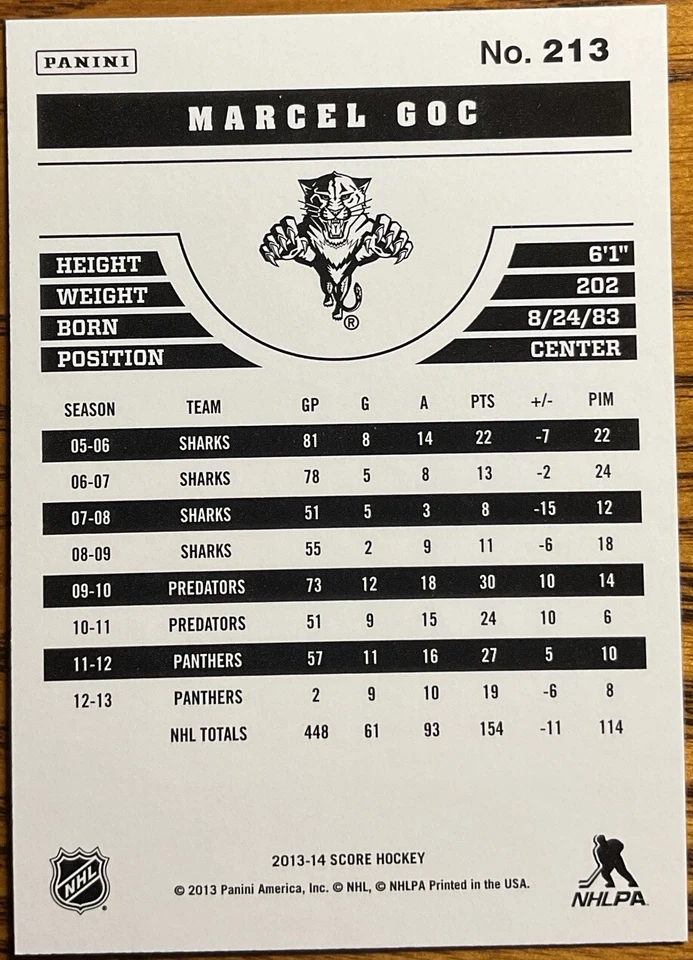 PANINI
No. 213
MARCEL GOC
®
HEIGHT 6'1"
WEIGHT 202
BORN 8/24/83
POSITION CENTER
SEASON TEAM GP G A PTS +/- PIM
05-06 SHARKS 81 8 14 22 -7 22
06-07 SHARKS 78 5 8 13 -2 24
07-08 SHARKS 51 5 3 8 -15 12
08-09 SHARKS 55 2 9 11 -6 18
09-10 PREDATORS 73 12 18 30 10 14
10-11 PREDATORS 51 9 15 24 10 6
11-12 PANTHERS 57 11 16 27 5 10
12-13 PANTHERS 2 9 10 19 -6 8
NHL TOTALS 448 61 93 154 -11 114
2013-14 SCORE HOCKEY
© 2013 Panini America, Inc. © NHL, © NHLPA Printed in the USA.
NHL
NHLPA